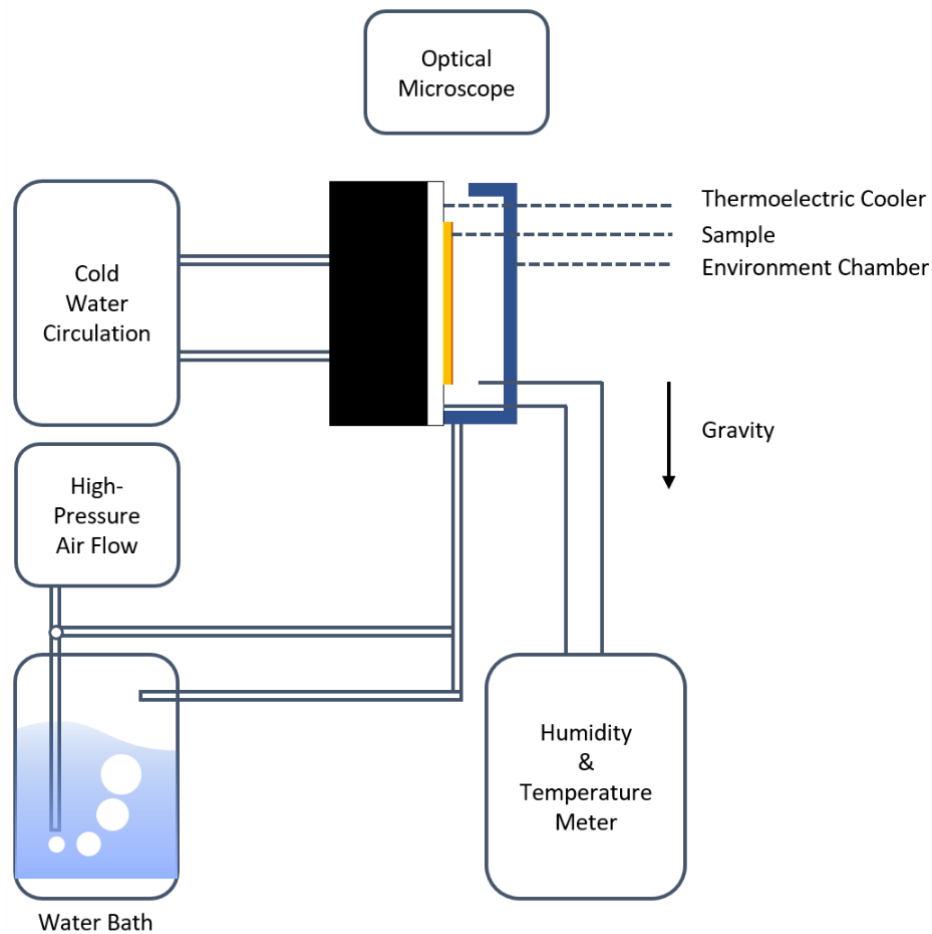 Optical
Microscope
Thermoelectric Cooler
Sample
Environment Chamber
Cold
Water
Circulation
Gravity
High-
Pressure
Air Flow
Humidity
&
Temperature
Meter
Water Bath